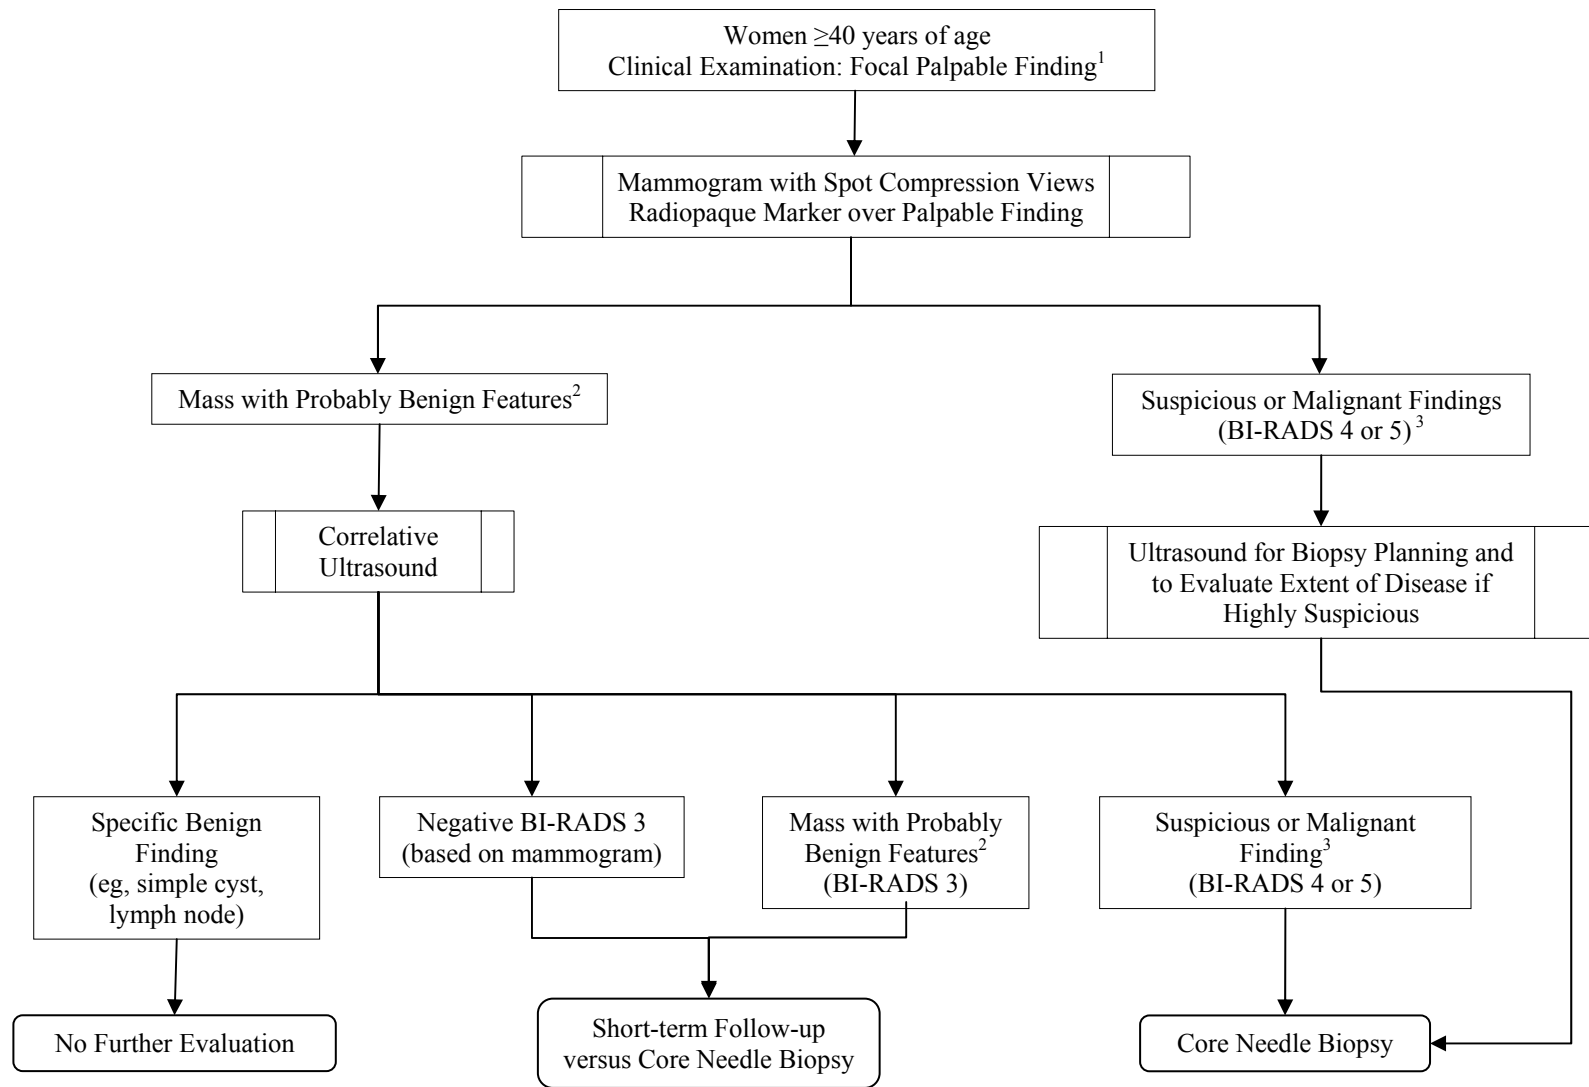 Women ≥40 years of age
Clinical Examination: Focal Palpable Finding¹
Mammogram with Spot Compression Views
Radiopaque Marker over Palpable Finding
Mass with Probably Benign Features²
Suspicious or Malignant Findings
(BI-RADS 4 or 5)³
Correlative
Ultrasound
Ultrasound for Biopsy Planning and
to Evaluate Extent of Disease if
Highly Suspicious
Specific Benign
Finding
(eg, simple cyst,
lymph node)
Negative BI-RADS 3
(based on mammogram)
Mass with Probably
Benign Features²
(BI-RADS 3)
Suspicious or Malignant
Finding³
(BI-RADS 4 or 5)
No Further Evaluation
Short-term Follow-up
versus Core Needle Biopsy
Core Needle Biopsy